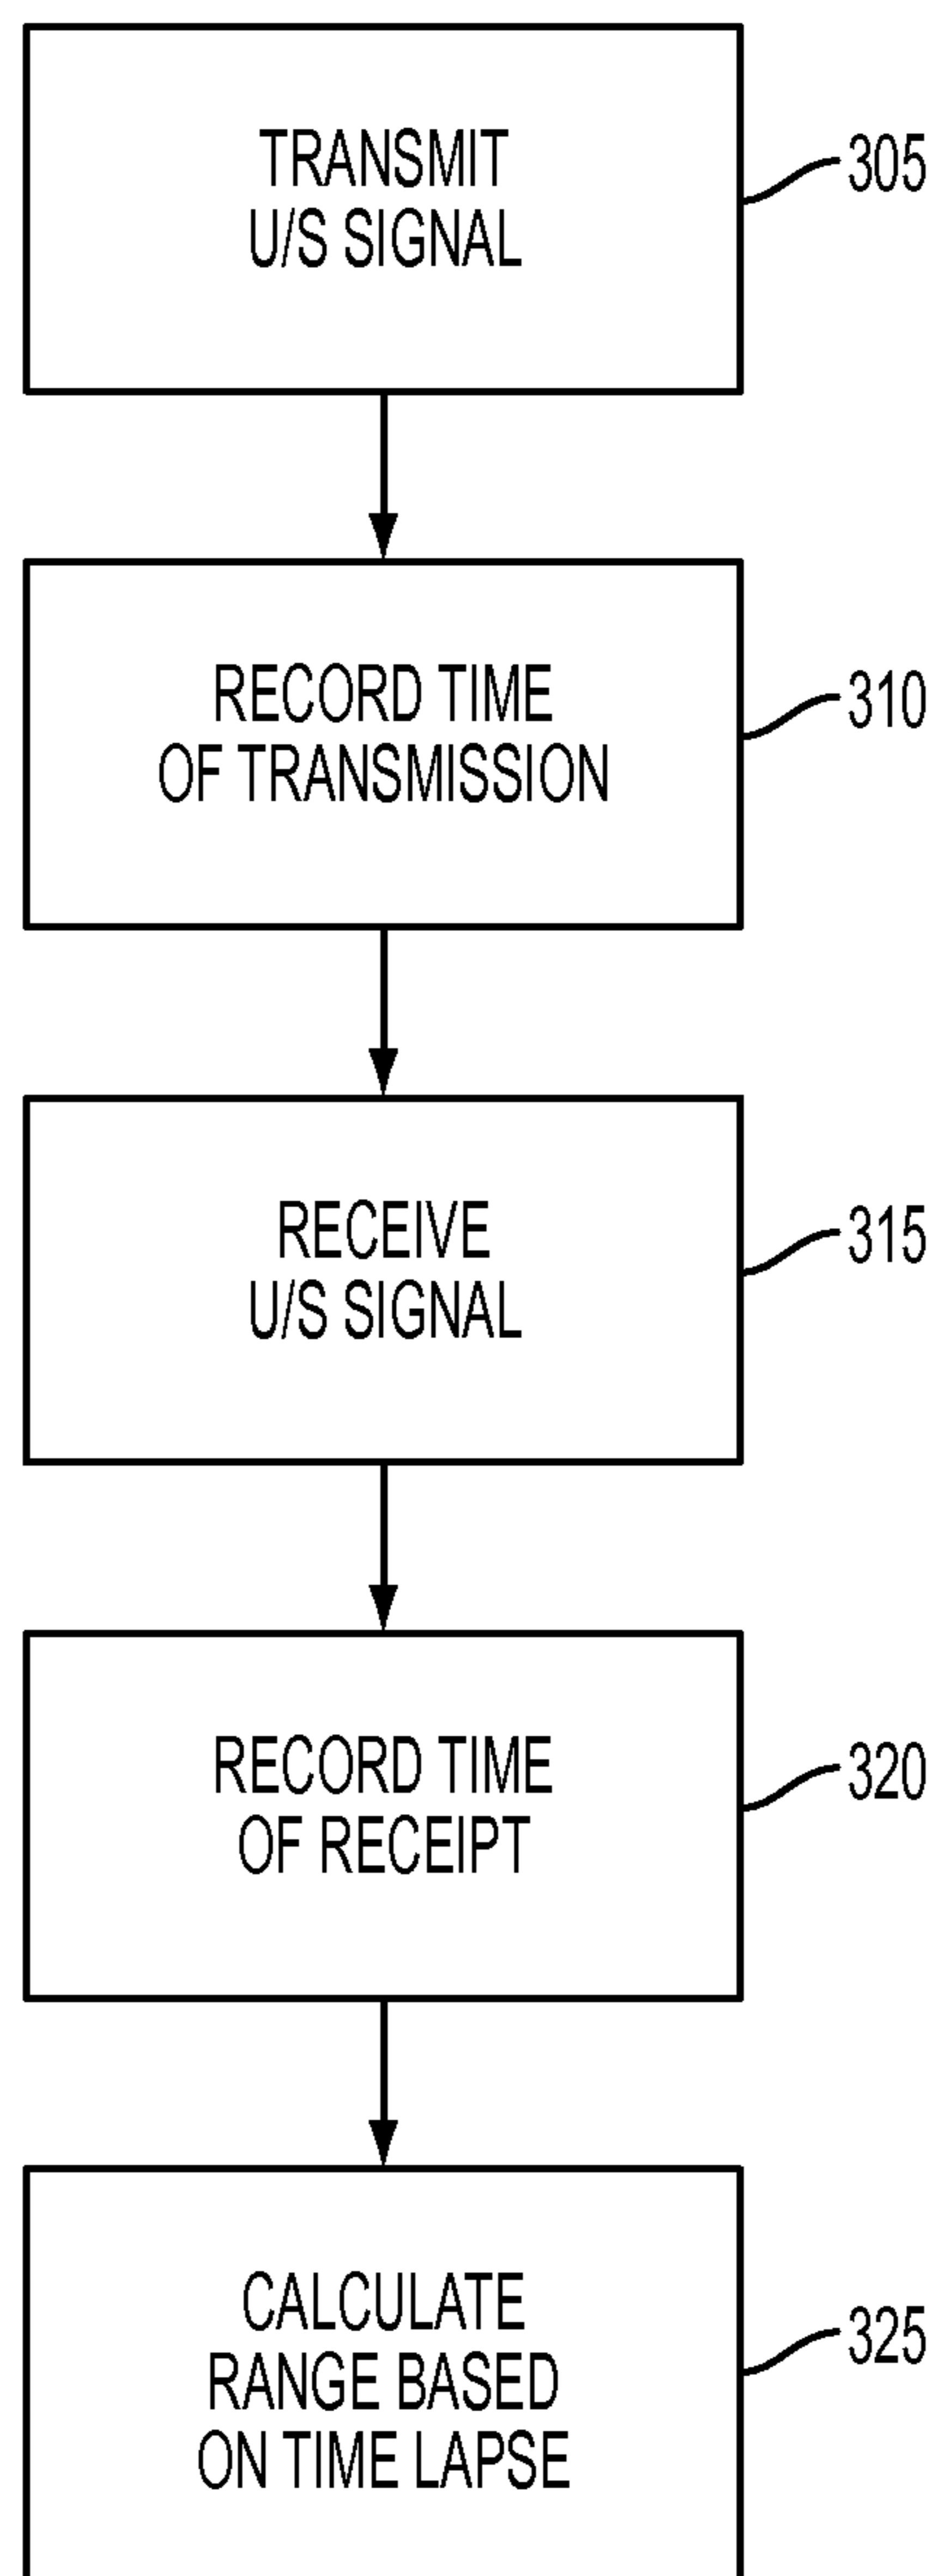 TRANSMIT
U/S SIGNAL
305
RECORD TIME
OF TRANSMISSION
310
RECEIVE
U/S SIGNAL
315
RECORD TIME
OF RECEIPT
320
CALCULATE
RANGE BASED
ON TIME LAPSE
325